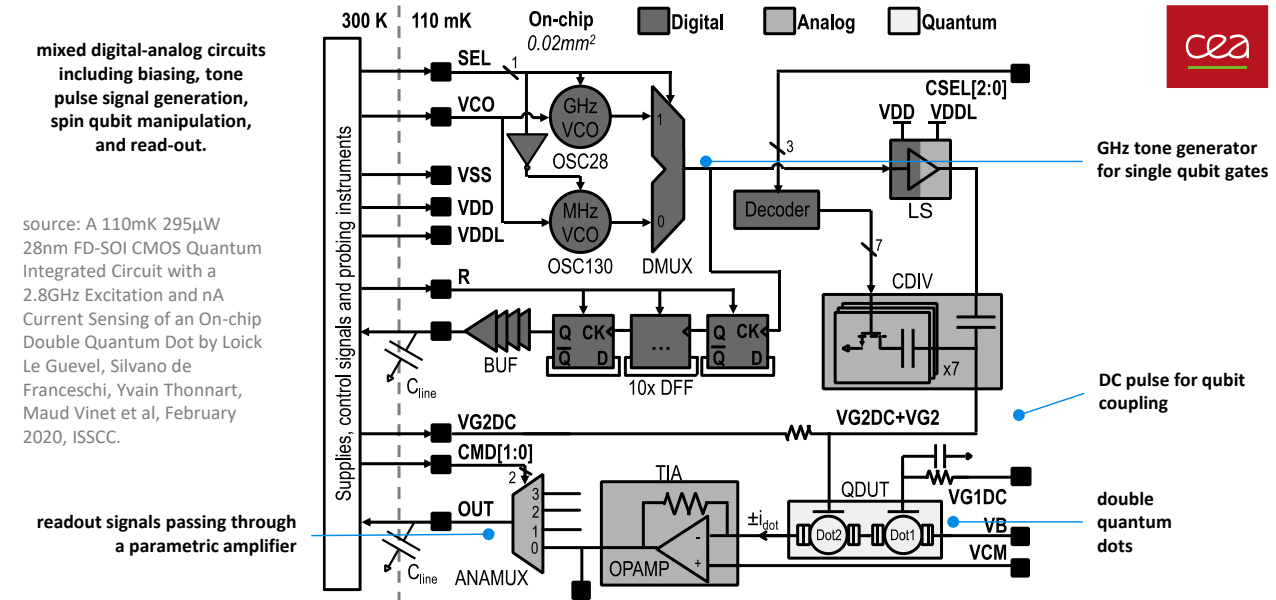 300 K
110 mK
On-chip
0.02mm²
Digital
Analog
Quantum
cea
mixed digital-analog circuits
including biasing, tone
pulse signal generation,
spin qubit manipulation,
and read-out.
source: A 110mK 295μW
28nm FD-SOI CMOS Quantum
Integrated Circuit with a
2.8GHz Excitation and nA
Current Sensing of an On-chip
Double Quantum Dot by Loick
Le Guevel, Silvano de
Franceschi, Yvain Thonnart,
Maud Vinet et al, February
2020, ISSCC.
readout signals passing through
a parametric amplifier
Supplies, control signals and probing instruments
SEL
1
VCO
VSS
VDD
VDDL
R
GHz
VCO
OSC28
MHz
VCO
OSC130
1
0
DMUX
CSEL[2:0]
3
Decoder
7
VDD
VDDL
LS
GHz tone generator
for single qubit gates
CDIV
x7
BUF
Q
CK
Q
D
...
Q
CK
Q
D
10x DFF
Cline
DC pulse for qubit
coupling
VG2DC
VG2DC+VG2
CMD[1:0]
2
OUT
3
2
1
0
ANAMUX
Cline
TIA
-
+
OPAMP
±idot
QDUT
Dot2
Dot1
VG1DC
VB
VCM
double
quantum
dots